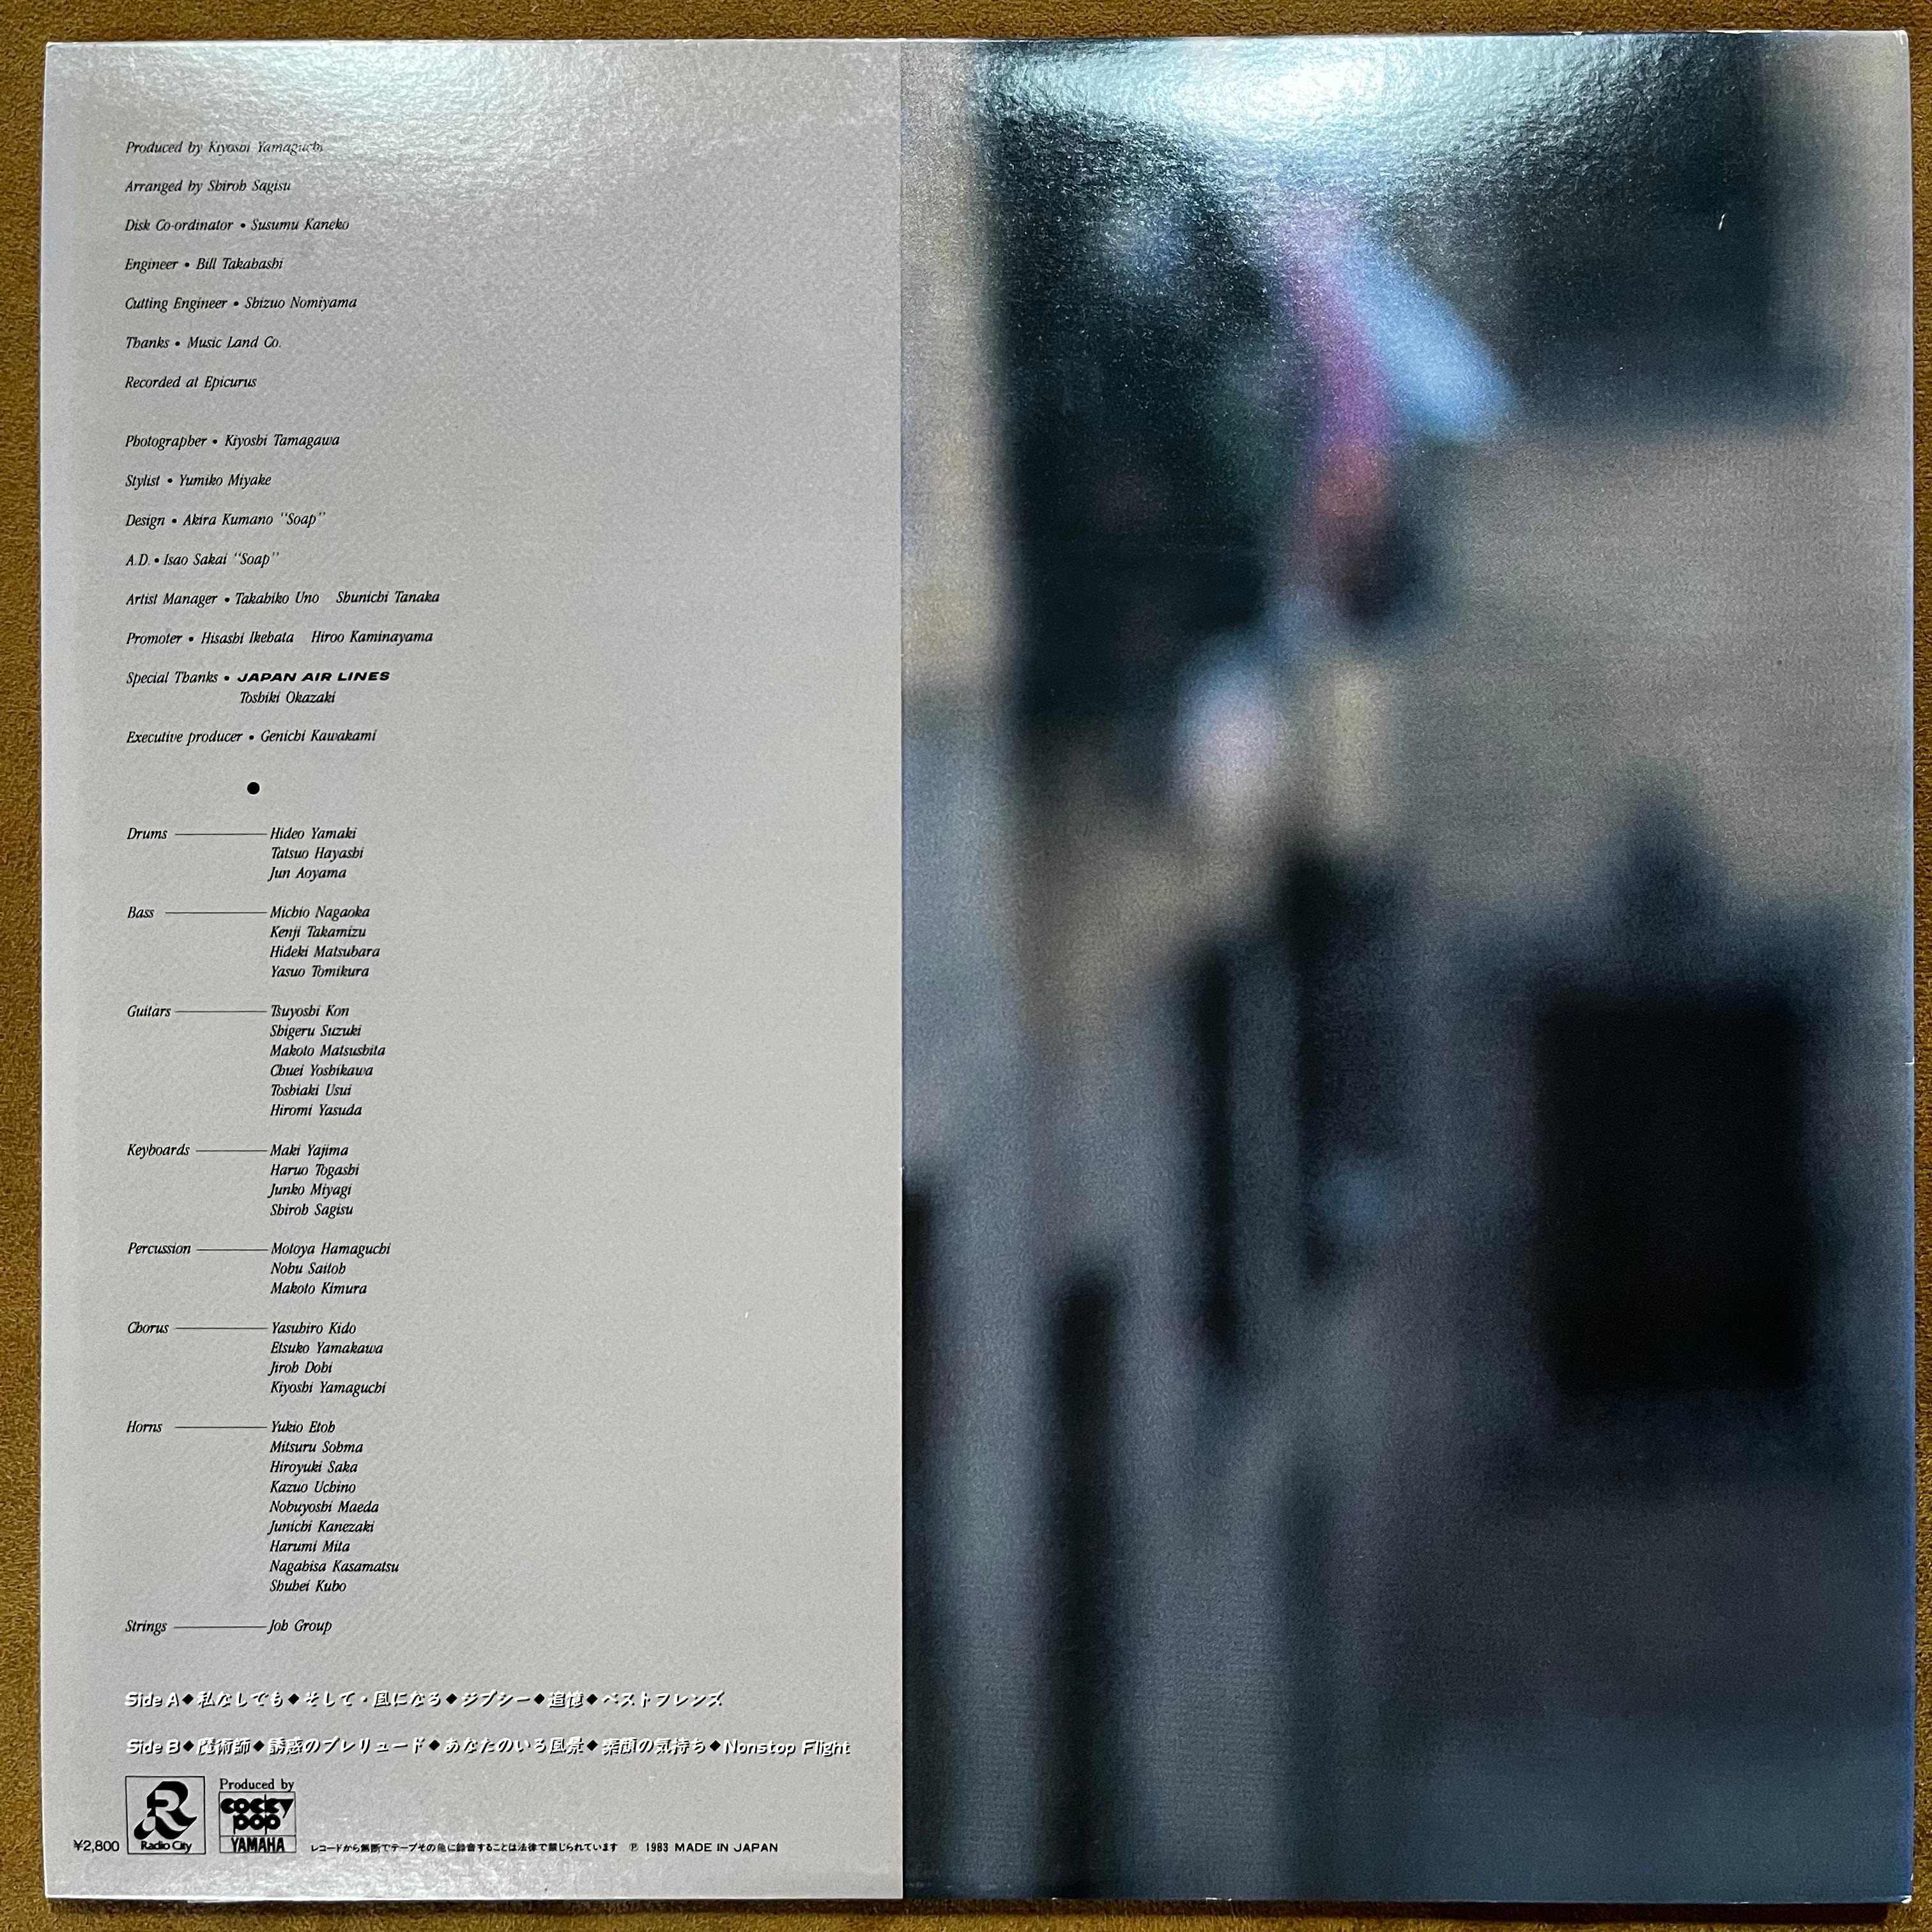 Produced by Kiyoshi Yamaguchi
Arranged by Shiroh Sagisu
Disk Co-ordinator • Susumu Kaneko
Engineer • Bill Takahashi
Cutting Engineer • Shizuo Nomiyama
Thanks • Music Land Co.
Recorded at Epicurus
Photographer • Kiyoshi Tamagawa
Stylist • Yumiko Miyake
Design • Akira Kumano "Soap"
A.D. • Isao Sakai "Soap"
Artist Manager • Takahiko Uno Shunichi Tanaka
Promoter • Hisashi Ikehata Hiroo Kaminayama
Special Thanks • JAPAN AIR LINES
Toshiki Okazaki
Executive producer • Genichi Kawakami
●
Drums — Hideo Yamaki
Tatsuo Hayashi
Jun Aoyama
Bass — Michio Nagaoka
Kenji Takamizu
Hideki Matsubara
Yasuo Tomikura
Guitars — Tsuyoshi Kon
Shigeru Suzuki
Makoto Matsushita
Chuei Yoshikawa
Toshiaki Usui
Hiromi Yasuda
Keyboards — Maki Yajima
Haruo Togashi
Junko Miyagi
Shiroh Sagisu
Percussion — Motoya Hamaguchi
Nobu Saitoh
Makoto Kimura
Chorus — Yasuhiro Kido
Etsuko Yamakawa
Jiroh Dohi
Kiyoshi Yamaguchi
Horns — Yukio Etoh
Mitsuru Sohma
Hiroyuki Saka
Kazuo Uchino
Nobuyoshi Maeda
Junichi Kanezaki
Harumi Mita
Nagahisa Kasamatsu
Shuhei Kubo
Strings — Joh Group
Side A◆私なしでも◆そして・風になる◆ジプシー◆追憶◆ベストフレンズ
Side B◆魔術師◆誘惑のプレリュード◆あなたのいる風景◆素顔の気持ち◆Nonstop Flight
R
Radio City
Produced by
cocky pop
YAMAHA
¥2,800
レコードから無断でテープその他に録音することは法律で禁じられています Ⓟ 1983 MADE IN JAPAN